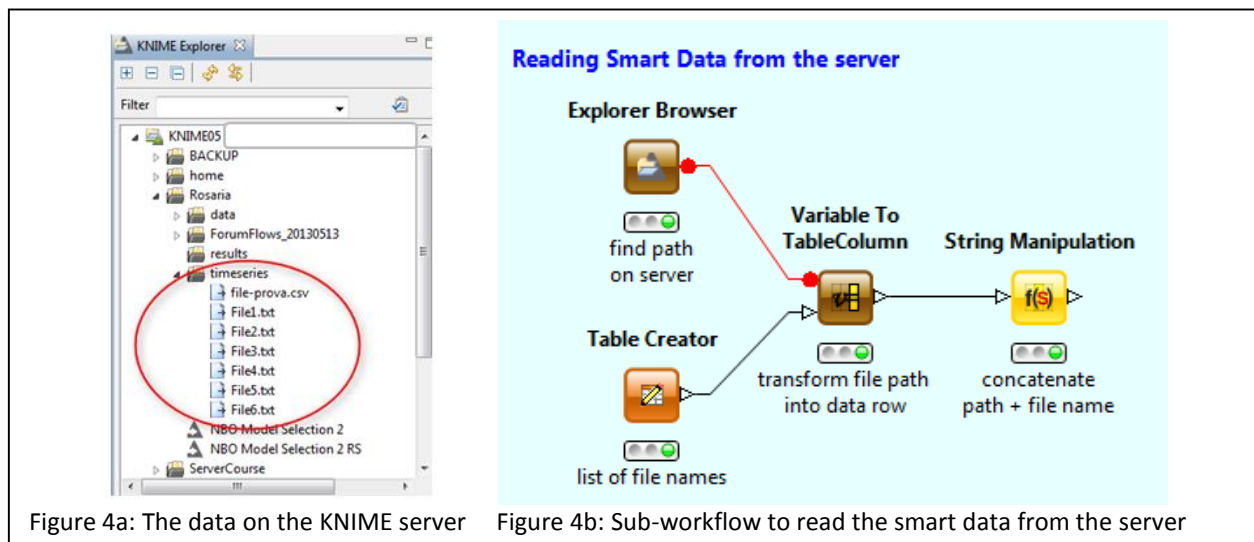 KNIME Explorer
Filter
KNIME05
BACKUP
home
Rosaria
data
ForumFlows_20130513
results
timeseries
file-prova.csv
File1.txt
File2.txt
File3.txt
File4.txt
File5.txt
File6.txt
NBO Model Selection 2
NBO Model Selection 2 RS
ServerCourse
Figure 4a: The data on the KNIME server
Reading Smart Data from the server
Explorer Browser
find path
on server
Variable To
TableColumn
transform file path
into data row
String Manipulation
f(s)
concatenate
path + file name
Table Creator
list of file names
Figure 4b: Sub-workflow to read the smart data from the server